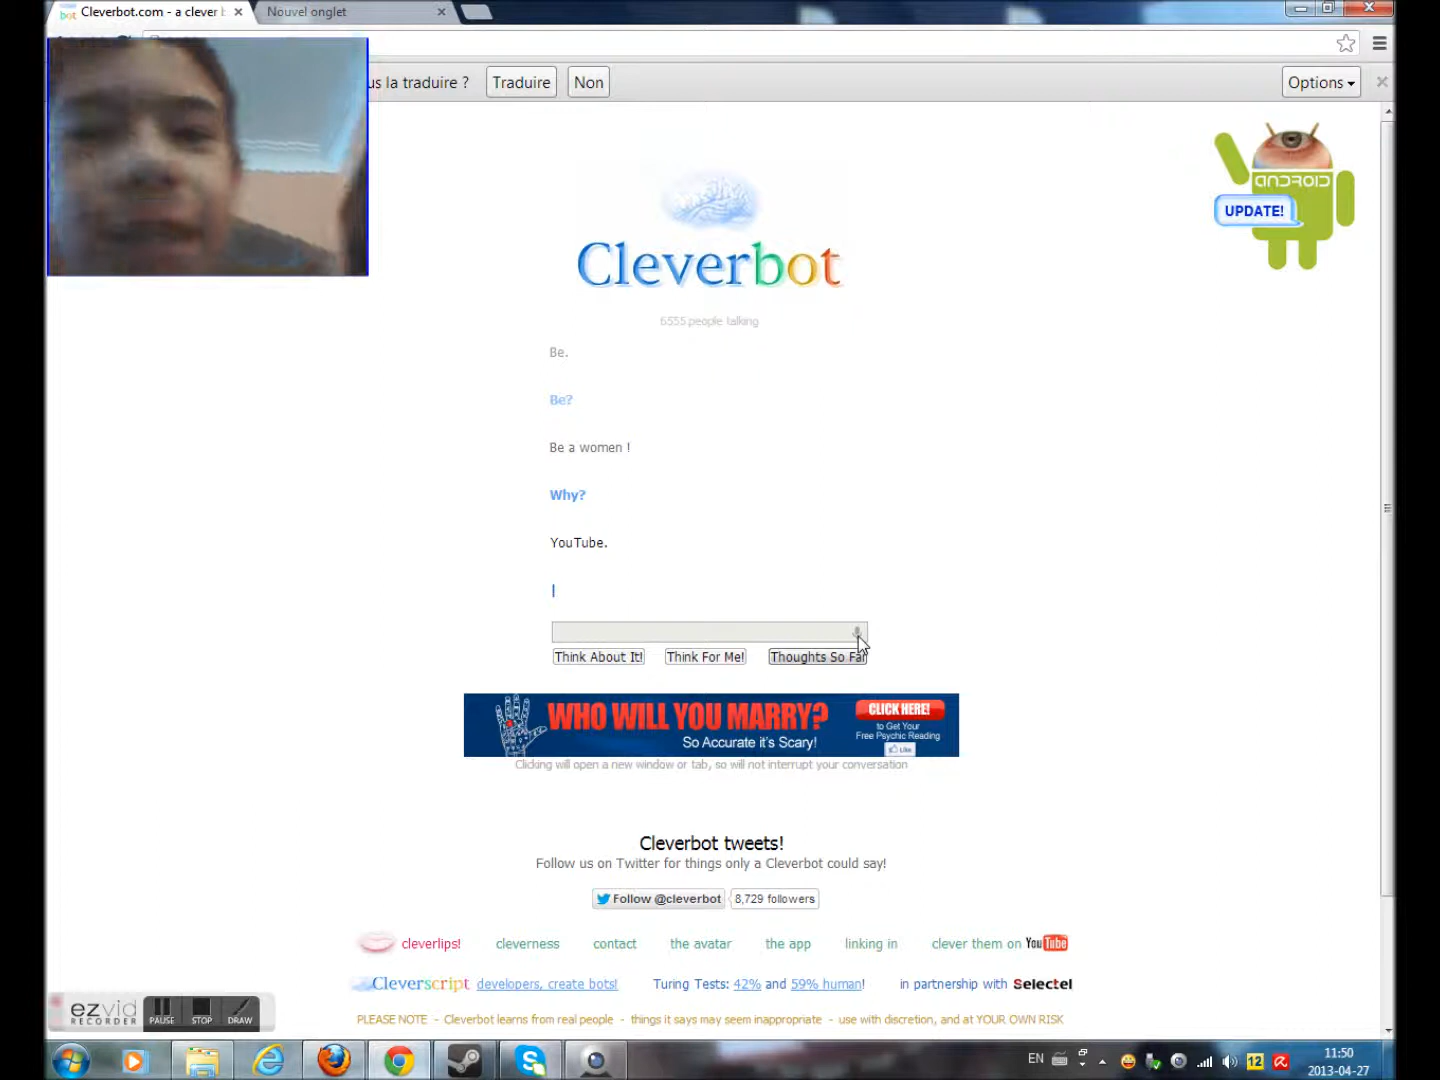 Cleverbot.com - a clever b
Nouvel onglet
us la traduire ?
Traduire
Non
Options
ANDROID
UPDATE!
Cleverbot
6555 people talking
Be.
Be?
Be a women !
Why?
YouTube.
Think About It!
Think For Me!
Thoughts So Far
WHO WILL YOU MARRY?
So Accurate it's Scary!
CLICK HERE!
to Get Your
Free Psychic Reading
Like
Clicking will open a new window or tab, so will not interrupt your conversation
Cleverbot tweets!
Follow us on Twitter for things only a Cleverbot could say!
Follow @cleverbot
8,729 followers
cleverlips!
cleverness
contact
the avatar
the app
linking in
clever them on YouTube
Cleverscript
developers, create bots!
Turing Tests: 42% and 59% human!
in partnership with Selectel
PLEASE NOTE - Cleverbot learns from real people - things it says may seem inappropriate - use with discretion, and at YOUR OWN RISK
ezvid
RECORDER
PAUSE
STOP
DRAW
EN
12
11:50
2013-04-27